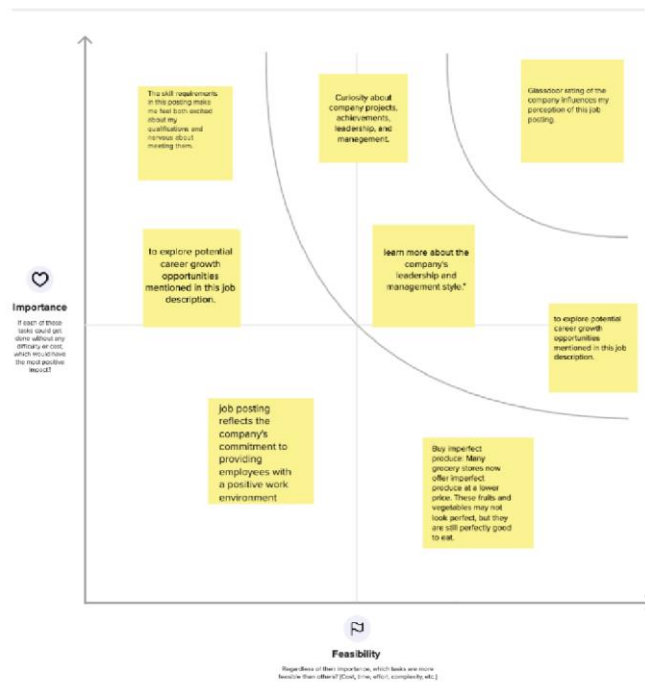 The skill requirements
in this posting make
me feel both excited
about my
qualifications and
nervous about
meeting them.
Curiosity about
company projects,
achievements,
leadership, and
management.
Glassdoor rating of the
company influences my
perception of this job
posting.
to explore potential
career growth
opportunities
mentioned in this job
description.
learn more about the
company's
leadership and
management style."
to explore potential
career growth
opportunities
mentioned in this job
description.
Importance
If each of these
tasks could get
done without any
difficulty or cost,
which would have
the most positive
impact?
job posting
reflects the
company's
commitment to
providing
employees with
a positive work
environment
Buy imperfect
produce: Many
grocery stores now
offer imperfect
produce at a lower
price. These fruits and
vegetables may not
look perfect, but they
are still perfectly good
to eat.
Feasibility
Regardless of their importance, which tasks are more
feasible than others? (Cost, time, effort, complexity, etc.)